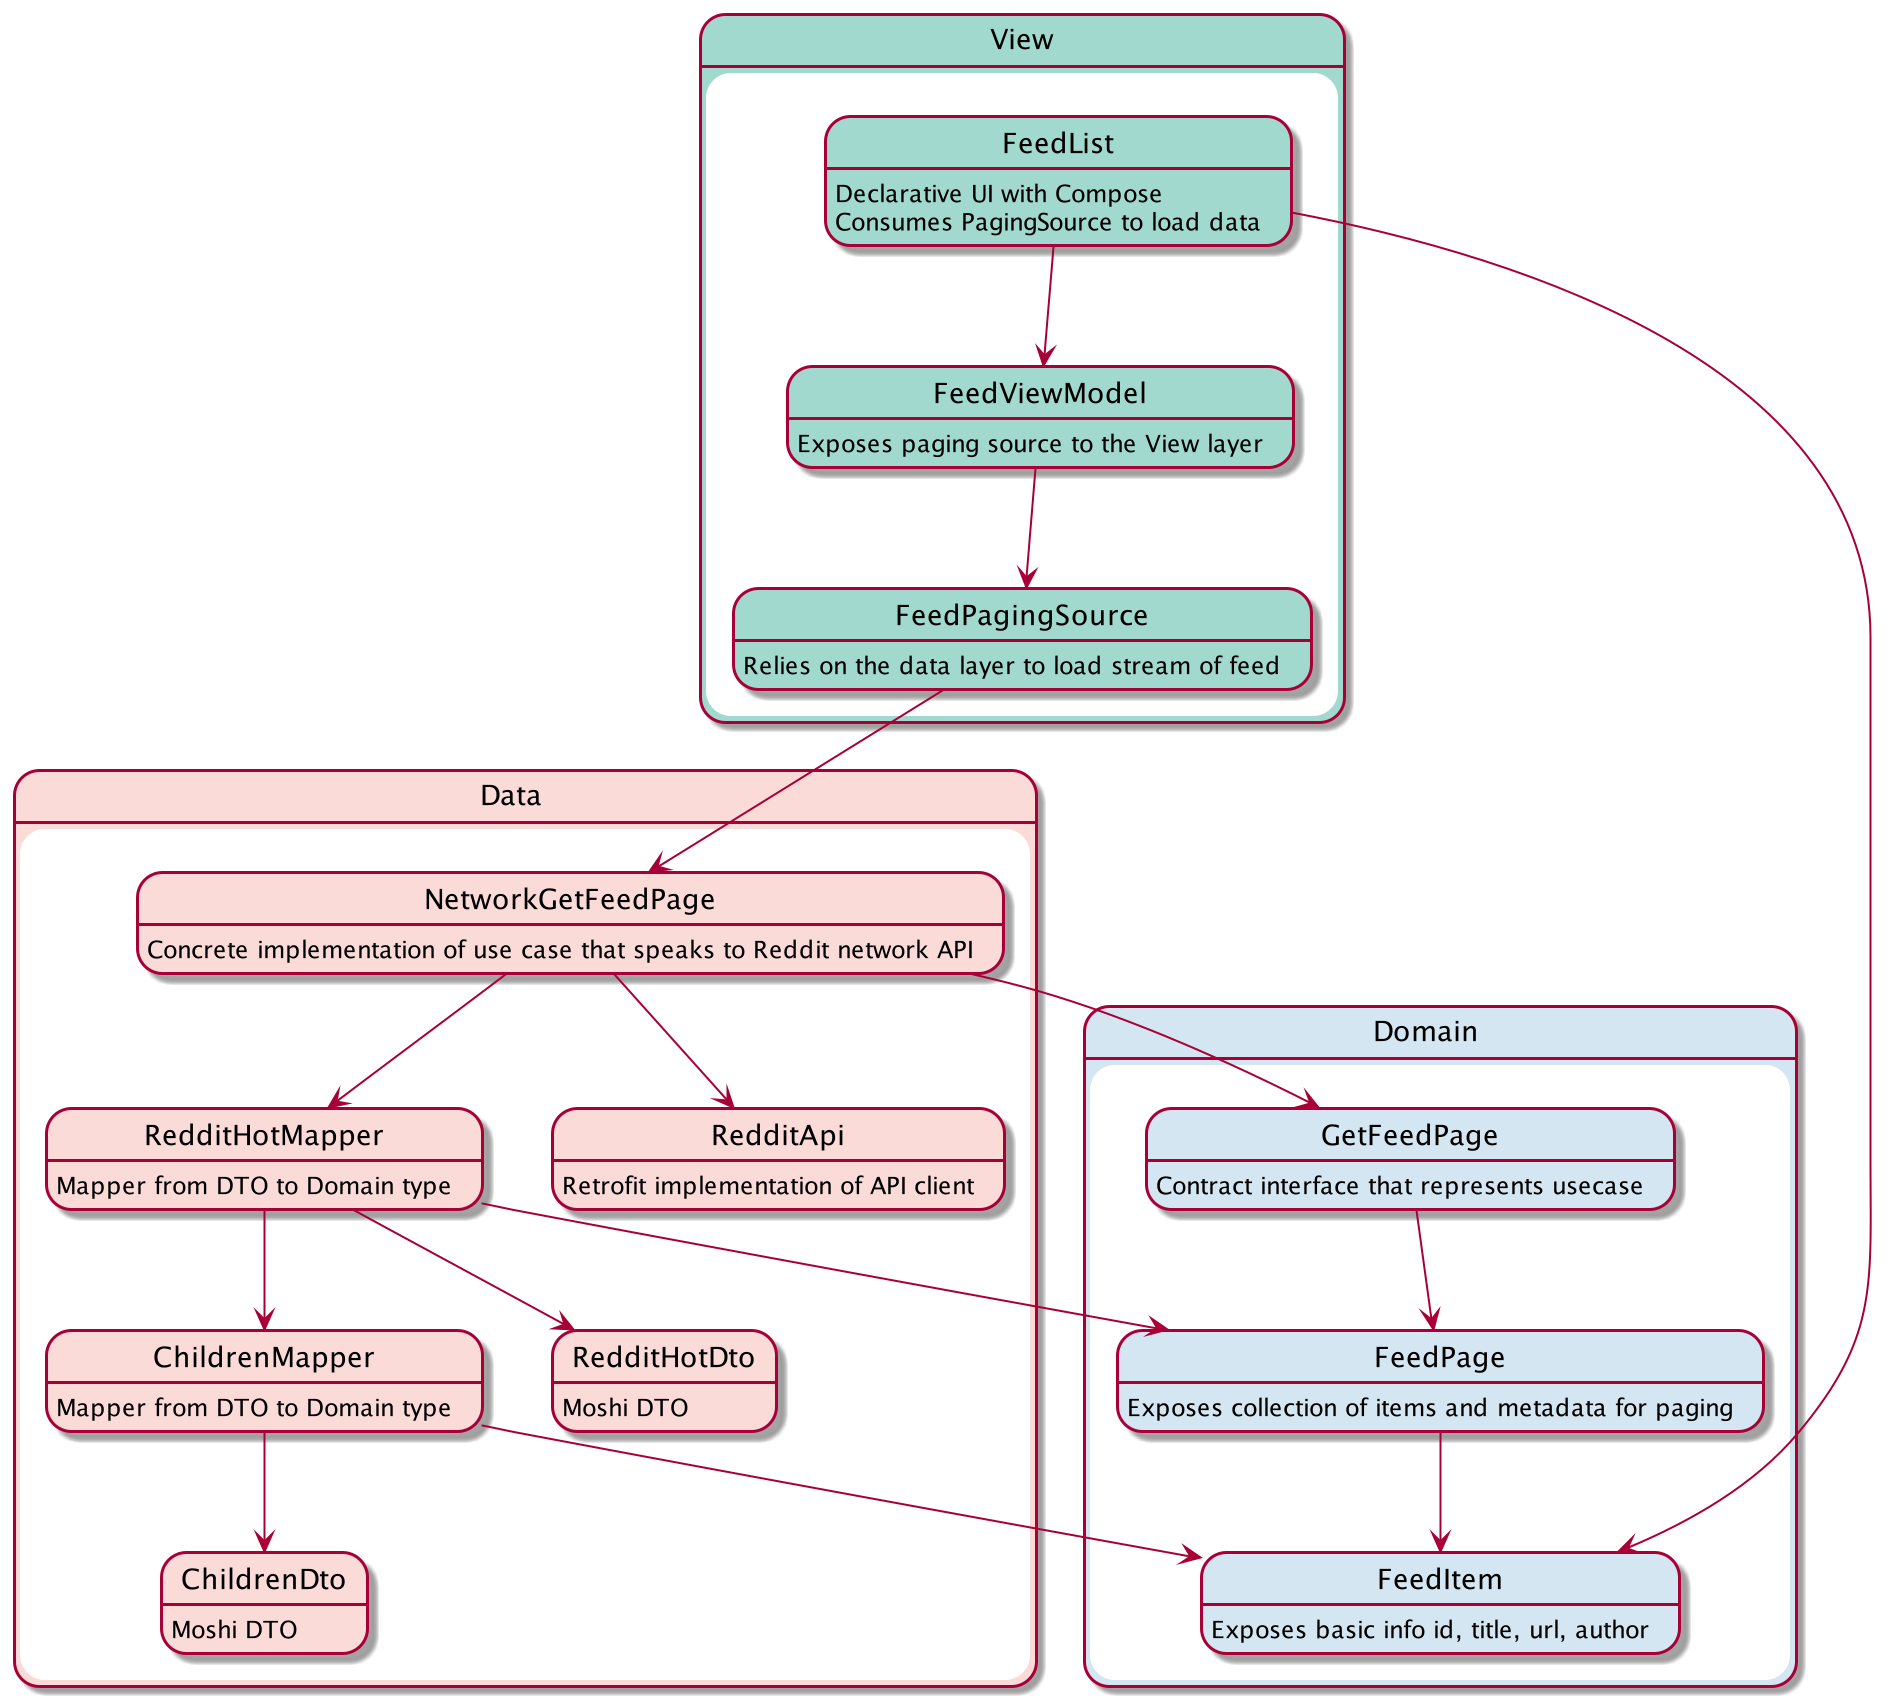 View
FeedList
Declarative UI with Compose
Consumes PagingSource to load data
FeedViewModel
Exposes paging source to the View layer
FeedPagingSource
Relies on the data layer to load stream of feed
Data
NetworkGetFeedPage
Concrete implementation of use case that speaks to Reddit network API
RedditHotMapper
Mapper from DTO to Domain type
RedditApi
Retrofit implementation of API client
ChildrenMapper
Mapper from DTO to Domain type
RedditHotDto
Moshi DTO
ChildrenDto
Moshi DTO
Domain
GetFeedPage
Contract interface that represents usecase
FeedPage
Exposes collection of items and metadata for paging
FeedItem
Exposes basic info id, title, url, author